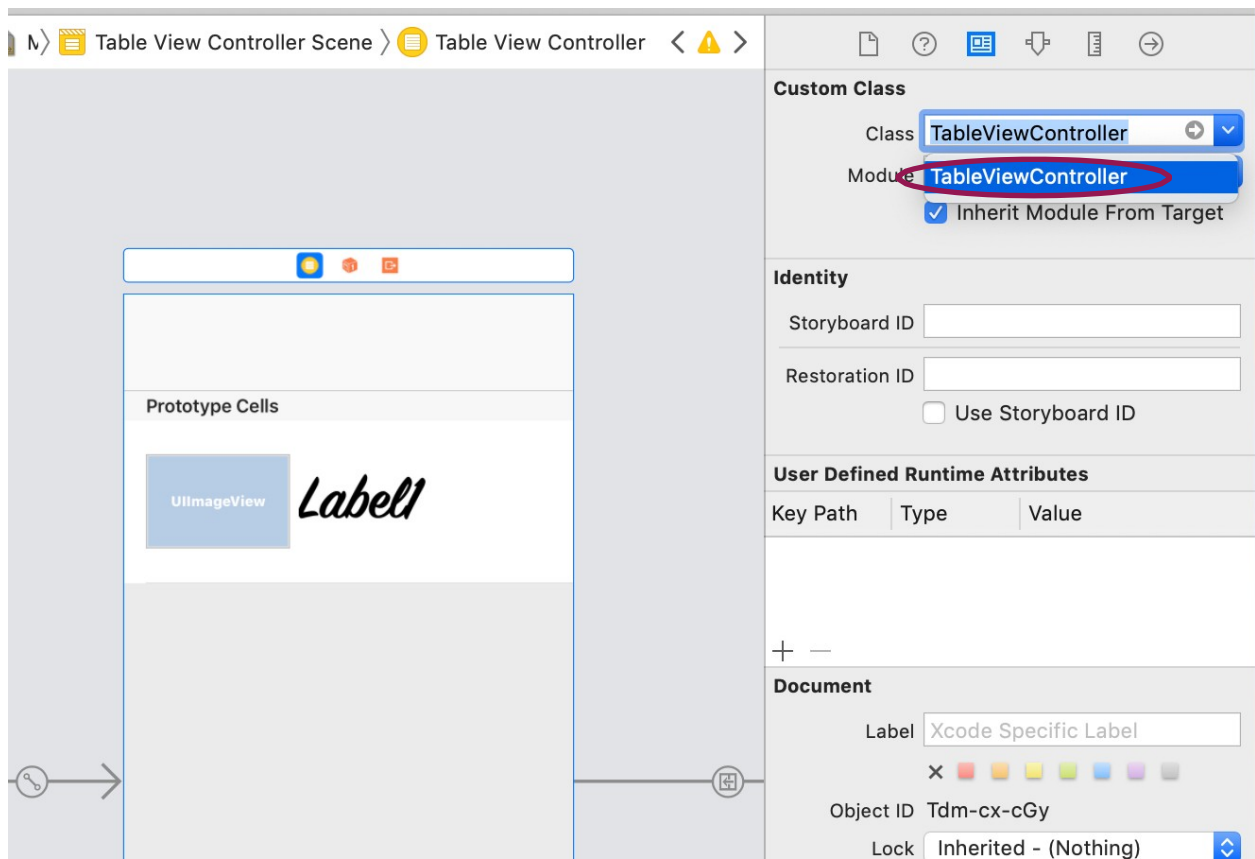 M
Table View Controller Scene
Table View Controller
Custom Class
Class TableViewController
Module TableViewController
Inherit Module From Target
Identity
Storyboard ID
Restoration ID
Use Storyboard ID
User Defined Runtime Attributes
Key Path Type Value
Prototype Cells
UIImageView Label1
Document
Label Xcode Specific Label
Object ID Tdm-cx-cGy
Lock Inherited - (Nothing)